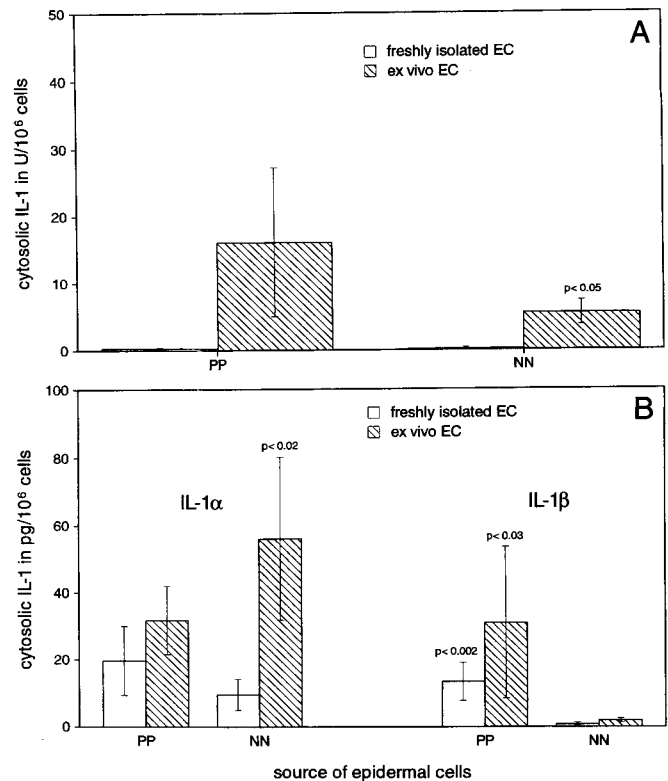 A
50
40
30
20
10
0
cytosolic IL-1 in U/10⁶ cells
freshly isolated EC
ex vivo EC
p< 0.05
PP NN
B
100
80
60
40
20
0
cytosolic IL-1 in pg/10⁶ cells
freshly isolated EC
ex vivo EC
IL-1α IL-1β
p< 0.02
p< 0.03
p< 0.002
PP NN PP NN
source of epidermal cells